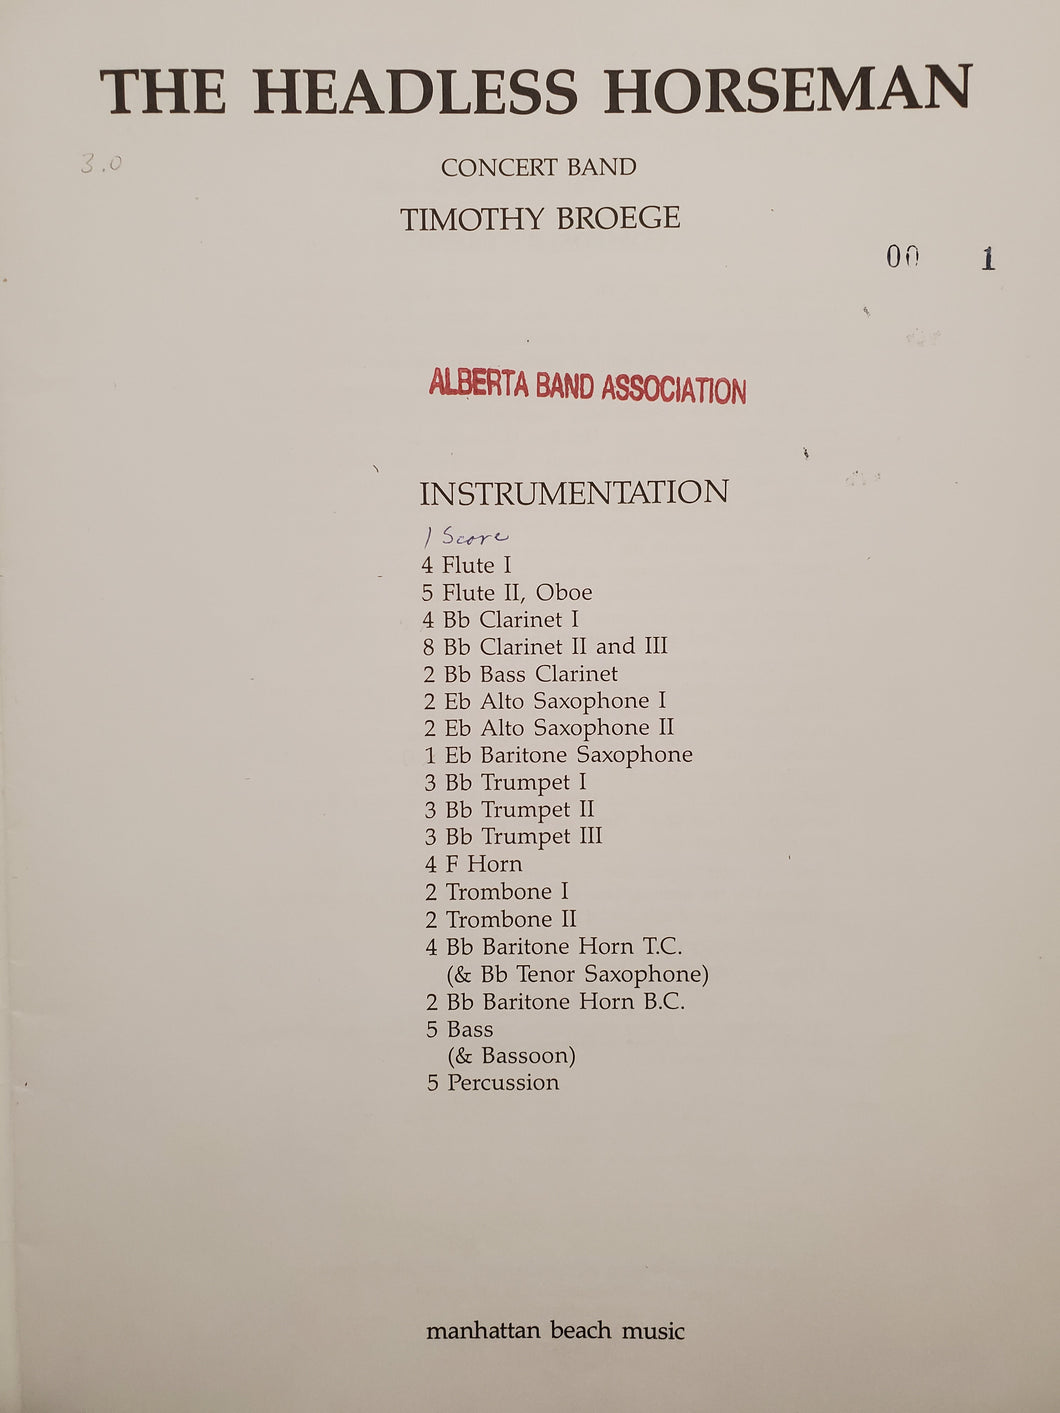 THE HEADLESS HORSEMAN
3.0
CONCERT BAND
TIMOTHY BROEGE
00 1
ALBERTA BAND ASSOCIATION
INSTRUMENTATION
1 Score
4 Flute I
5 Flute II, Oboe
4 Bb Clarinet I
8 Bb Clarinet II and III
2 Bb Bass Clarinet
2 Eb Alto Saxophone I
2 Eb Alto Saxophone II
1 Eb Baritone Saxophone
3 Bb Trumpet I
3 Bb Trumpet II
3 Bb Trumpet III
4 F Horn
2 Trombone I
2 Trombone II
4 Bb Baritone Horn T.C.
(& Bb Tenor Saxophone)
2 Bb Baritone Horn B.C.
5 Bass
(& Bassoon)
5 Percussion
manhattan beach music